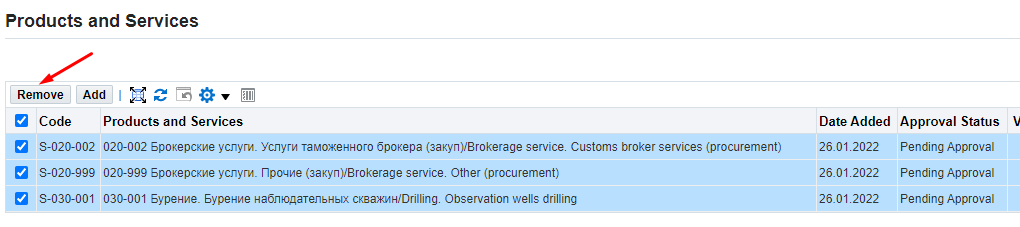 Products and Services
Remove Add
Code Products and Services Date Added Approval Status V
S-020-002 020-002 Брокерские услуги. Услуги таможенного брокера (закуп)/Brokerage service. Customs broker services (procurement) 26.01.2022 Pending Approval
S-020-999 020-999 Брокерские услуги. Прочие (закуп)/Brokerage service. Other (procurement) 26.01.2022 Pending Approval
S-030-001 030-001 Бурение. Бурение наблюдательных скважин/Drilling. Observation wells drilling 26.01.2022 Pending Approval